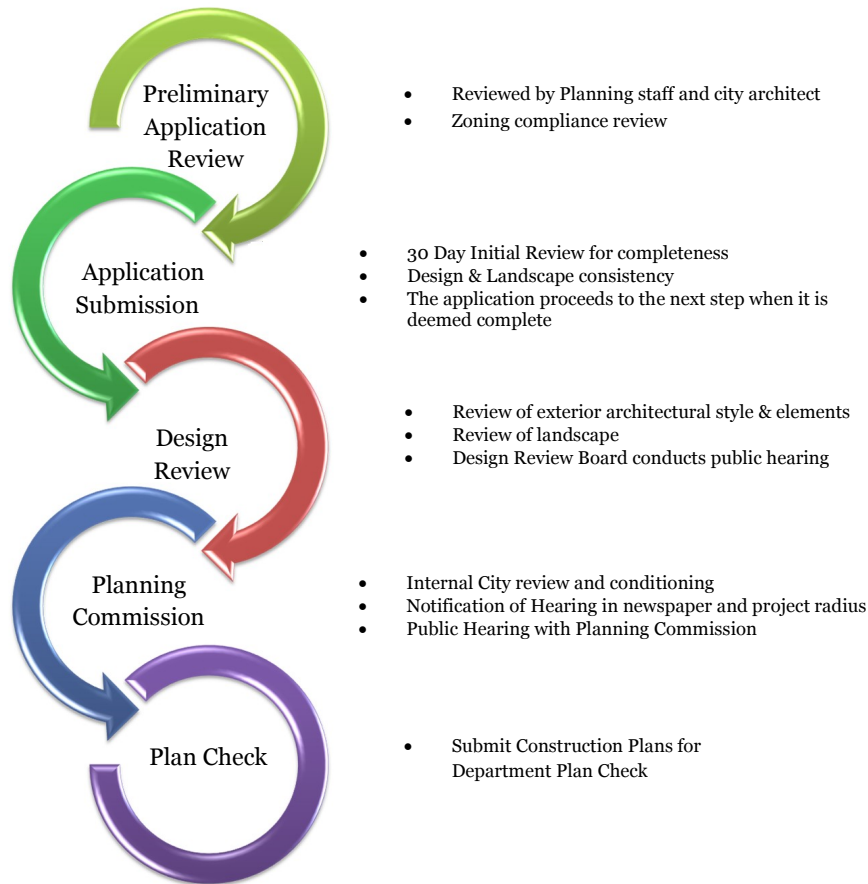 Preliminary
Application
Review
• Reviewed by Planning staff and city architect
• Zoning compliance review
Application
Submission
• 30 Day Initial Review for completeness
• Design & Landscape consistency
• The application proceeds to the next step when it is
deemed complete
Design
Review
• Review of exterior architectural style & elements
• Review of landscape
• Design Review Board conducts public hearing
Planning
Commission
• Internal City review and conditioning
• Notification of Hearing in newspaper and project radius
• Public Hearing with Planning Commission
Plan Check
• Submit Construction Plans for
Department Plan Check